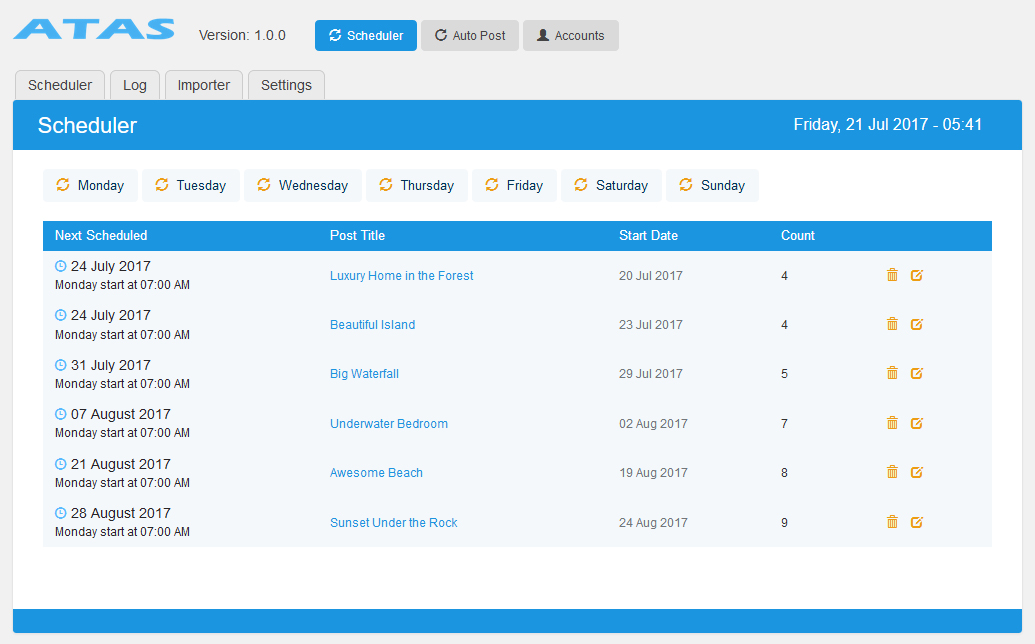 ATAS Version: 1.0.0 Scheduler Auto Post Accounts
Scheduler Log Importer Settings
Scheduler Friday, 21 Jul 2017 - 05:41
Monday Tuesday Wednesday Thursday Friday Saturday Sunday
Next Scheduled Post Title Start Date Count
24 July 2017
Monday start at 07:00 AM
Luxury Home in the Forest 20 Jul 2017 4
24 July 2017
Monday start at 07:00 AM
Beautiful Island 23 Jul 2017 4
31 July 2017
Monday start at 07:00 AM
Big Waterfall 29 Jul 2017 5
07 August 2017
Monday start at 07:00 AM
Underwater Bedroom 02 Aug 2017 7
21 August 2017
Monday start at 07:00 AM
Awesome Beach 19 Aug 2017 8
28 August 2017
Monday start at 07:00 AM
Sunset Under the Rock 24 Aug 2017 9